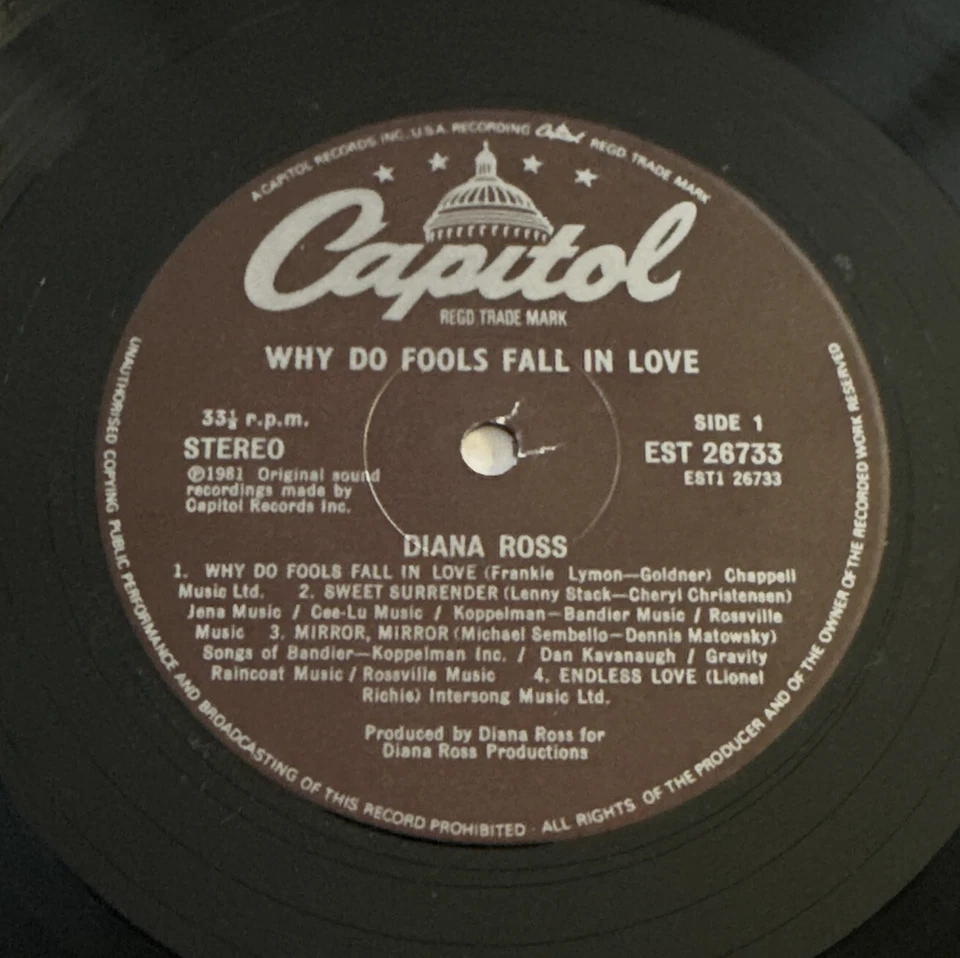 A CAPITOL RECORDS INC. U.S.A. RECORDING Capitol REGD. TRADE MARK
Capitol
REGD TRADE MARK
WHY DO FOOLS FALL IN LOVE
33⅓ r.p.m.
STEREO
℗1981 Original sound
recordings made by
Capitol Records Inc.
SIDE 1
EST 26733
EST1 26733
DIANA ROSS
1. WHY DO FOOLS FALL IN LOVE (Frankie Lymon—Goldner) Chappell
Music Ltd. 2. SWEET SURRENDER (Lenny Stack—Cheryl Christensen)
Jena Music / Cee-Lu Music / Koppelman—Bandier Music / Rossville
Music 3. MIRROR, MIRROR (Michael Sembello—Dennis Matowsky)
Songs of Bandier—Koppelman Inc. / Dan Kavanaugh / Gravity
Raincoat Music / Rossville Music 4. ENDLESS LOVE (Lionel
Richie) Intersong Music Ltd.
Produced by Diana Ross for
Diana Ross Productions
UNAUTHORISED COPYING PUBLIC PERFORMANCE AND BROADCASTING OF THIS RECORD PROHIBITED · ALL RIGHTS OF THE PRODUCER AND OF THE OWNER OF THE RECORDED WORK RESERVED